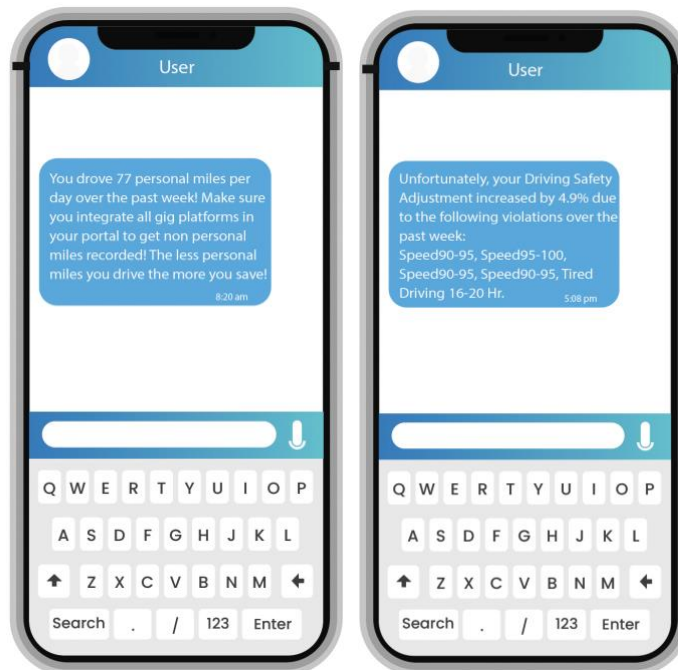 User
You drove 77 personal miles per
day over the past week! Make sure
you integrate all gig platforms in
your portal to get non personal
miles recorded! The less personal
miles you drive the more you save!
8:20 am
Q W E R T Y U I O P
A S D F G H J K L
Z X C V B N M
Search . / 123 Enter
User
Unfortunately, your Driving Safety
Adjustment increased by 4.9% due
to the following violations over the
past week:
Speed90-95, Speed95-100,
Speed90-95, Speed90-95, Tired
Driving 16-20 Hr.
5:08 pm
Q W E R T Y U I O P
A S D F G H J K L
Z X C V B N M
Search . / 123 Enter